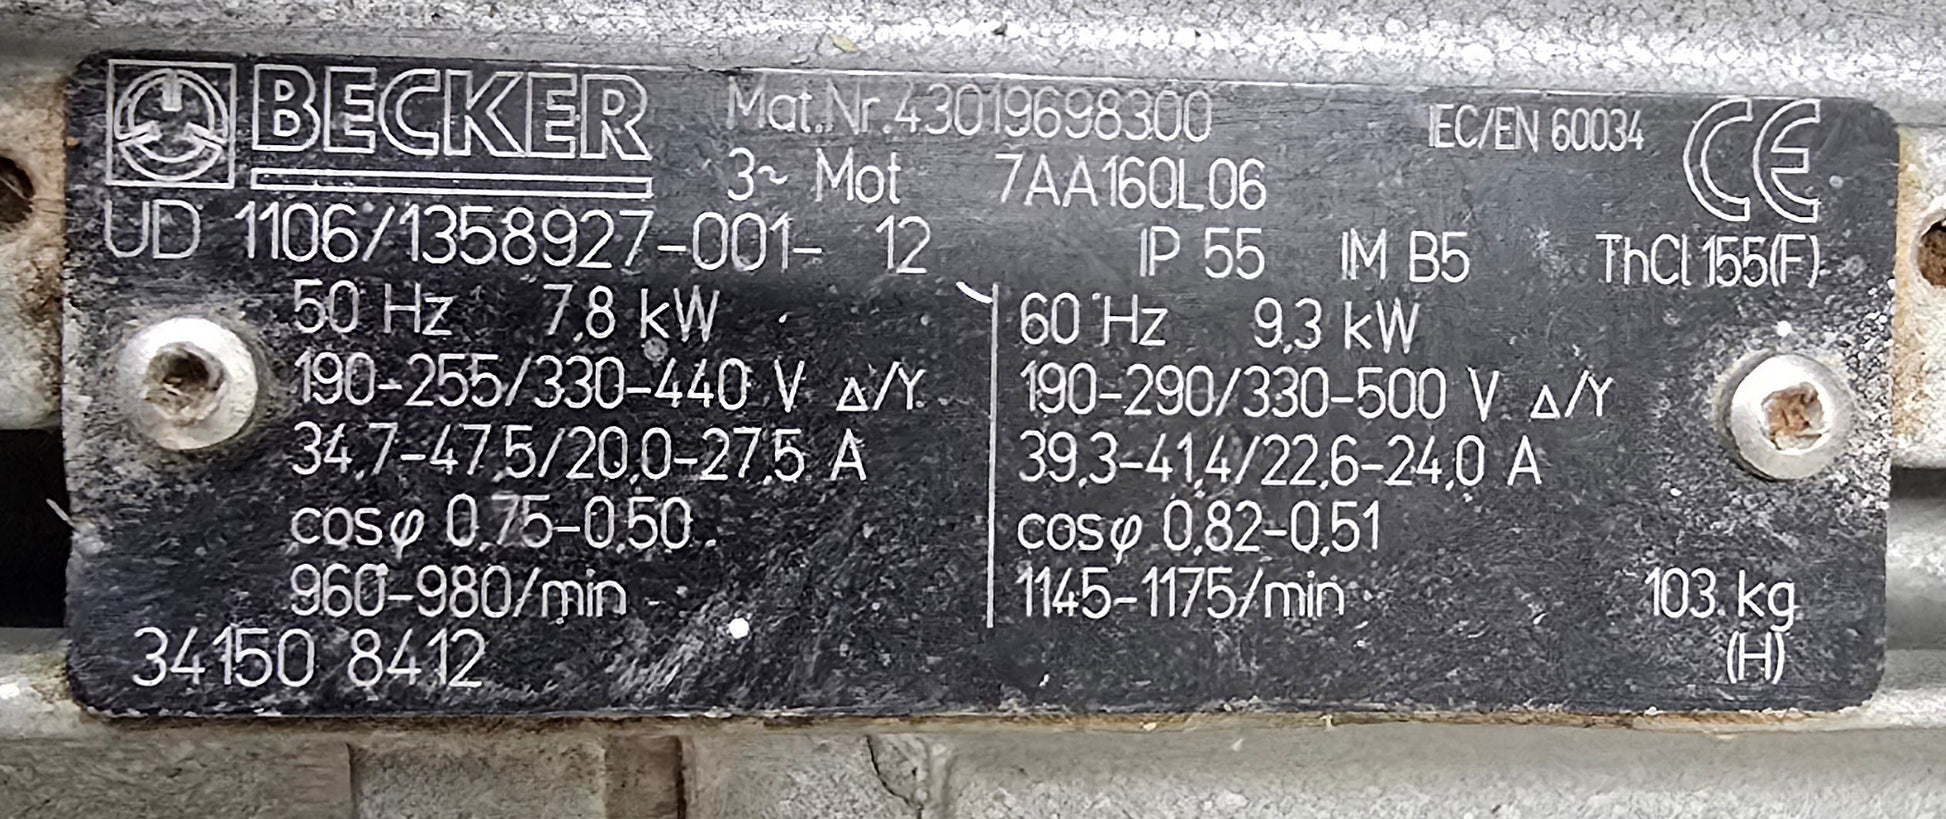 BECKER Mat.Nr.43019698300 IEC/EN 60034 CE
3~ Mot 7AA160L06
UD 1106/1358927-001- 12 IP 55 IM B5 ThCl 155(F)
50 Hz 7,8 kW 60 Hz 9,3 kW
190-255/330-440 V Δ/Y 190-290/330-500 V Δ/Y
34,7-47,5/20,0-27,5 A 39,3-41,4/22,6-24,0 A
cosφ 0,75-0,50 cosφ 0,82-0,51
960-980/min 1145-1175/min 103 kg
34150 8412 (H)